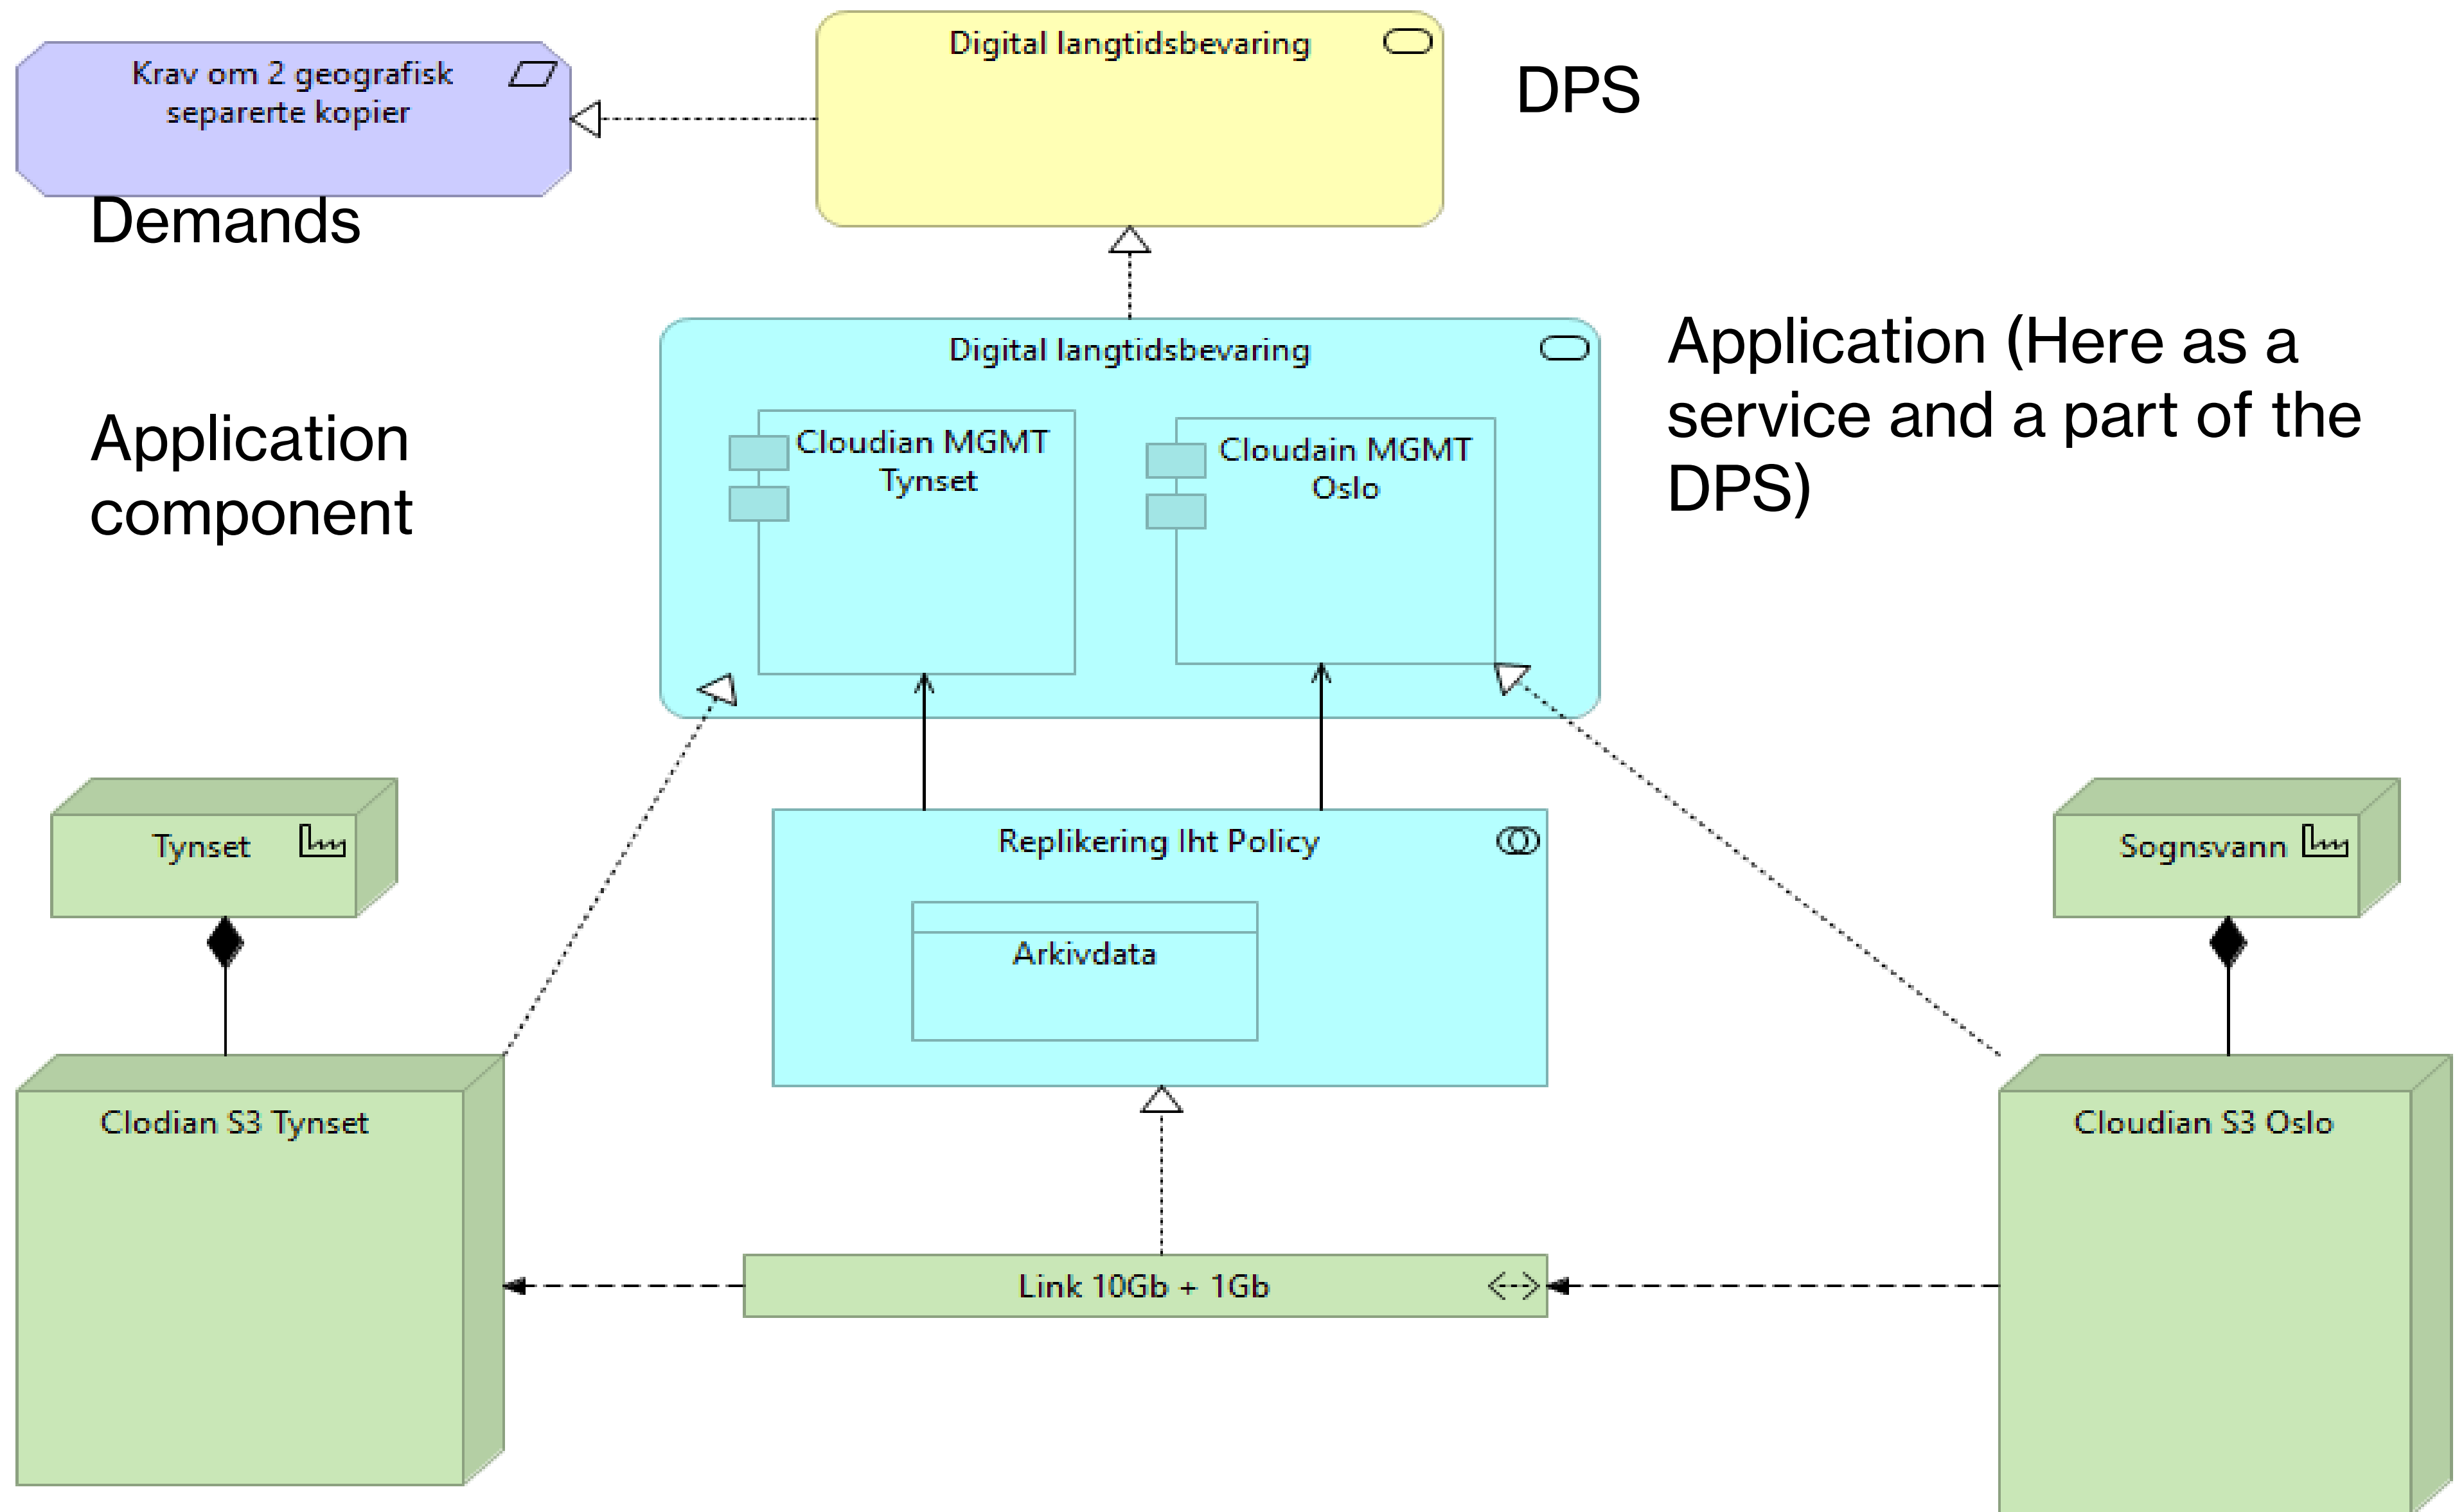 Krav om 2 geografisk
separerte kopier
Demands
Digital langtidsbevaring
DPS
Digital langtidsbevaring
Application
component
Cloudian MGMT
Tynset
Cloudain MGMT
Oslo
Application (Here as a
service and a part of the
DPS)
Tynset
Replikering Iht Policy
Arkivdata
Sognsvann
Clodian S3 Tynset
Cloudian S3 Oslo
Link 10Gb + 1Gb